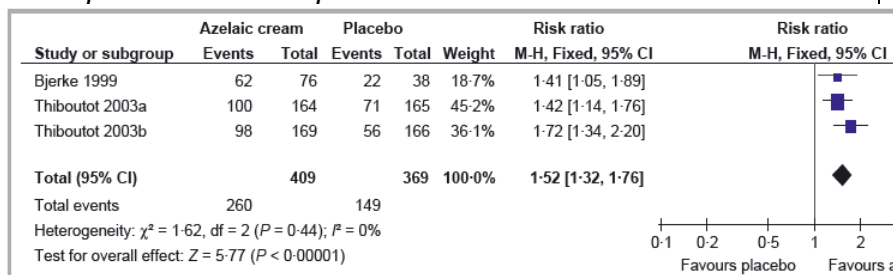 Azelaic cream Placebo Risk ratio Risk ratio
Study or subgroup Events Total Events Total Weight M-H, Fixed, 95% CI M-H, Fixed, 95% CI
Bjerke 1999 62 76 22 38 18·7% 1·41 [1·05, 1·89]
Thiboutot 2003a 100 164 71 165 45·2% 1·42 [1·14, 1·76]
Thiboutot 2003b 98 169 56 166 36·1% 1·72 [1·34, 2·20]
Total (95% CI) 409 369 100·0% 1·52 [1·32, 1·76]
Total events 260 149
Heterogeneity: χ² = 1·62, df = 2 (P = 0·44); I² = 0%
Test for overall effect: Z = 5·77 (P < 0·00001)
0·1 0·2 0·5 1 2
Favours placebo Favours